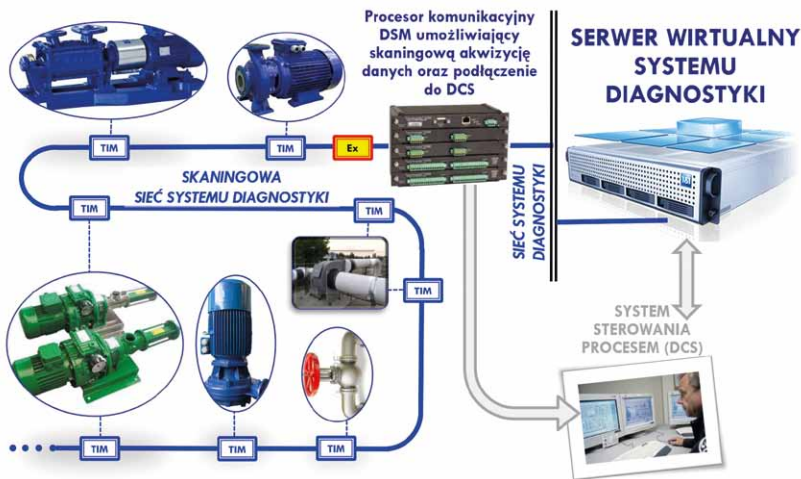 Procesor komunikacyjny
DSM umożliwiający
skaningową akwizycję
danych oraz podłączenie
do DCS
SERWER WIRTUALNY
SYSTEMU
DIAGNOSTYKI
TIM
TIM
Ex
SKANINGOWA
SIEĆ SYSTEMU DIAGNOSTYKI
SIEĆ SYSTEMU
DIAGNOSTYKI
TIM
TIM
TIM
SYSTEM
STEROWANIA
PROCESEM (DCS)
TIM
TIM
TIM